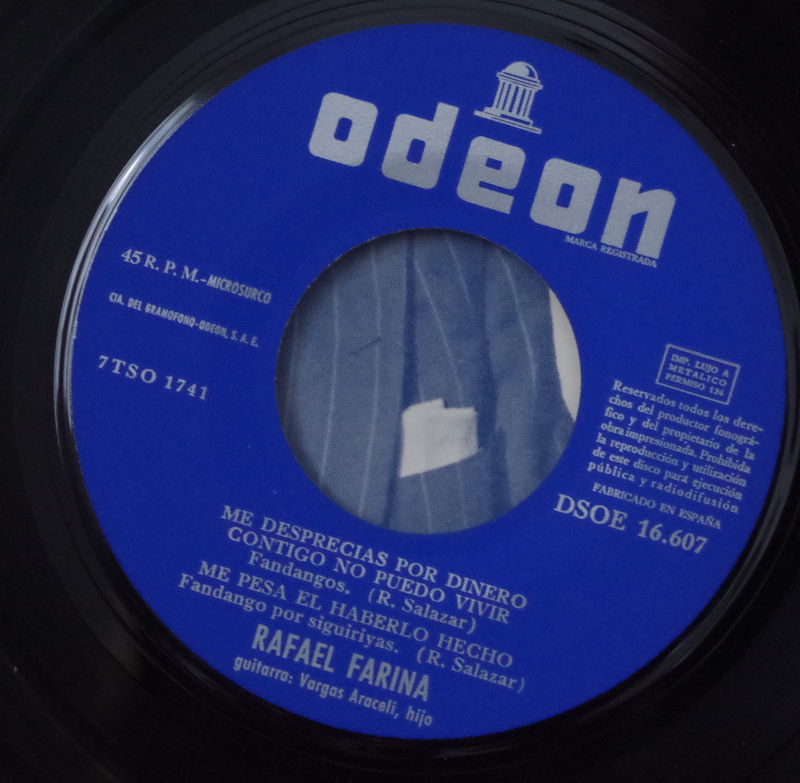 odeon
MARCA REGISTRADA
45 R. P. M.-MICROSURCO
CIA. DEL GRAMOFONO-ODEON, S. A. E.
7TSO 1741
IMP. LUJO A
METALICO
PERMISO 126
Reservados todos los dere-
chos del productor fonográ-
fico y del propietario de la
obra impresionada. Prohibida
la reproducción y utilización
de este disco para ejecución
pública y radiodifusión
FABRICADO EN ESPAÑA
DSOE 16.607
ME DESPRECIAS POR DINERO
CONTIGO NO PUEDO VIVIR
Fandangos. (R. Salazar)
ME PESA EL HABERLO HECHO
Fandango por siguiriyas. (R. Salazar)
RAFAEL FARINA
guitarra: Vargas Araceli, hijo